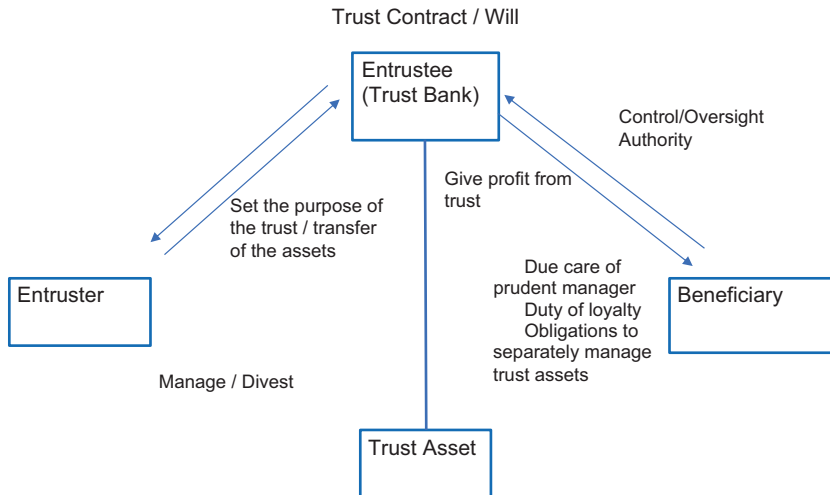 Trust Contract / Will
Entrustee
(Trust Bank)
Control/Oversight
Authority
Give profit from
trust
Set the purpose of
the trust / transfer
of the assets
Entruster
Due care of
prudent manager
Duty of loyalty
Obligations to
separately manage
trust assets
Beneficiary
Manage / Divest
Trust Asset